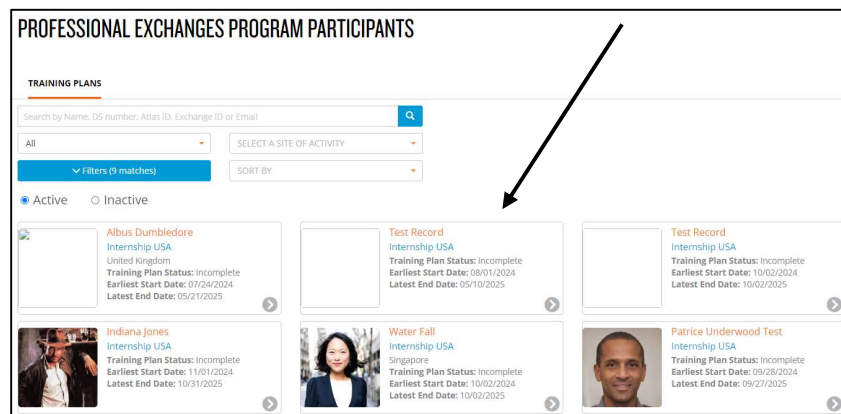 PROFESSIONAL EXCHANGES PROGRAM PARTICIPANTS
TRAINING PLANS
Search by Name, DS number, Atlas ID, Exchange ID or Email
All
SELECT A SITE OF ACTIVITY
Filters (9 matches)
SORT BY
Active
Inactive
Albus Dumbledore
Internship USA
United Kingdom
Training Plan Status: Incomplete
Earliest Start Date: 07/24/2024
Latest End Date: 05/21/2025
Test Record
Internship USA
Training Plan Status: Incomplete
Earliest Start Date: 08/01/2024
Latest End Date: 05/10/2025
Test Record
Internship USA
Training Plan Status: Incomplete
Earliest Start Date: 10/02/2024
Latest End Date: 10/02/2025
Indiana Jones
Internship USA
Training Plan Status: Incomplete
Earliest Start Date: 11/01/2024
Latest End Date: 10/31/2025
Water Fall
Internship USA
Singapore
Training Plan Status: Incomplete
Earliest Start Date: 10/02/2024
Latest End Date: 10/02/2025
Patrice Underwood Test
Internship USA
Training Plan Status: Incomplete
Earliest Start Date: 09/28/2024
Latest End Date: 09/27/2025